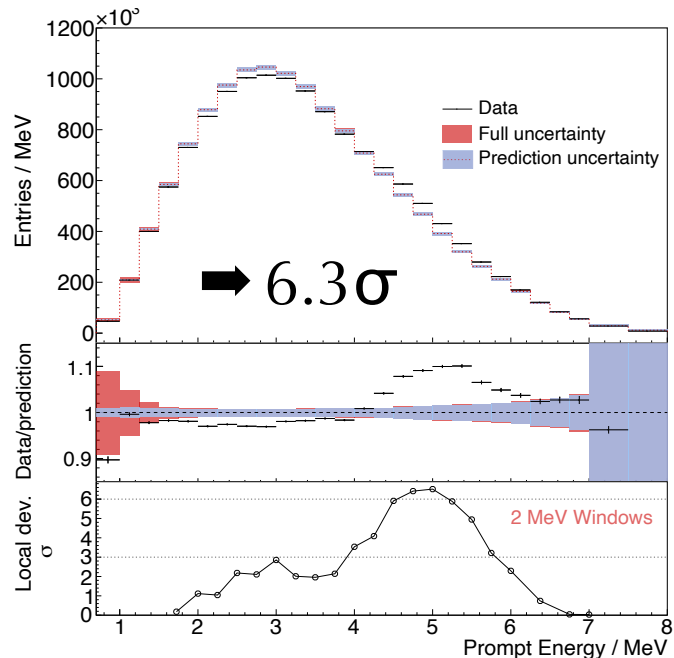 ×10³
1200
1000
800
600
400
200
0
Entries / MeV
Data
Full uncertainty
Prediction uncertainty
6.3σ
1.1
1
0.9
Data/prediction
6
5
4
3
2
1
0
Local dev.
σ
2 MeV Windows
1 2 3 4 5 6 7 8
Prompt Energy / MeV